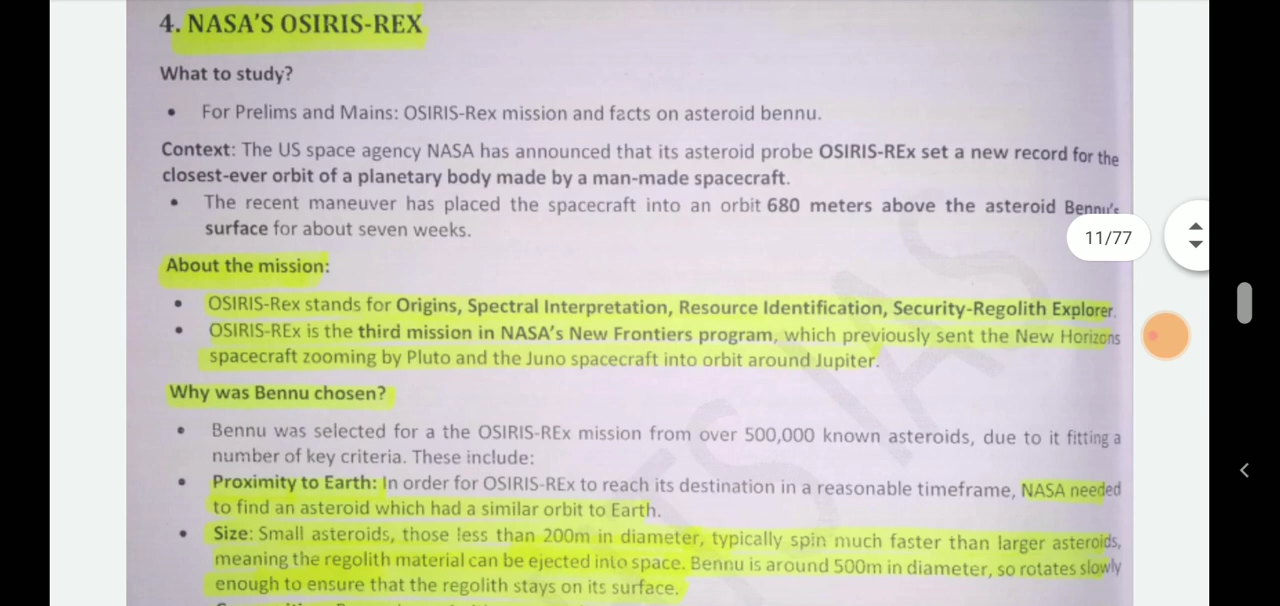 4. NASA'S OSIRIS-REX
What to study?
• For Prelims and Mains: OSIRIS-Rex mission and facts on asteroid bennu.
Context: The US space agency NASA has announced that its asteroid probe OSIRIS-REx set a new record for the
closest-ever orbit of a planetary body made by a man-made spacecraft.
• The recent maneuver has placed the spacecraft into an orbit 680 meters above the asteroid Bennu's
surface for about seven weeks.
11/77
About the mission:
• OSIRIS-Rex stands for Origins, Spectral Interpretation, Resource Identification, Security-Regolith Explorer.
• OSIRIS-REx is the third mission in NASA's New Frontiers program, which previously sent the New Horizons
spacecraft zooming by Pluto and the Juno spacecraft into orbit around Jupiter.
Why was Bennu chosen?
• Bennu was selected for a the OSIRIS-REx mission from over 500,000 known asteroids, due to it fitting a
number of key criteria. These include:
• Proximity to Earth: In order for OSIRIS-REx to reach its destination in a reasonable timeframe, NASA needed
to find an asteroid which had a similar orbit to Earth.
• Size: Small asteroids, those less than 200m in diameter, typically spin much faster than larger asteroids,
meaning the regolith material can be ejected into space. Bennu is around 500m in diameter, so rotates slowly
enough to ensure that the regolith stays on its surface.